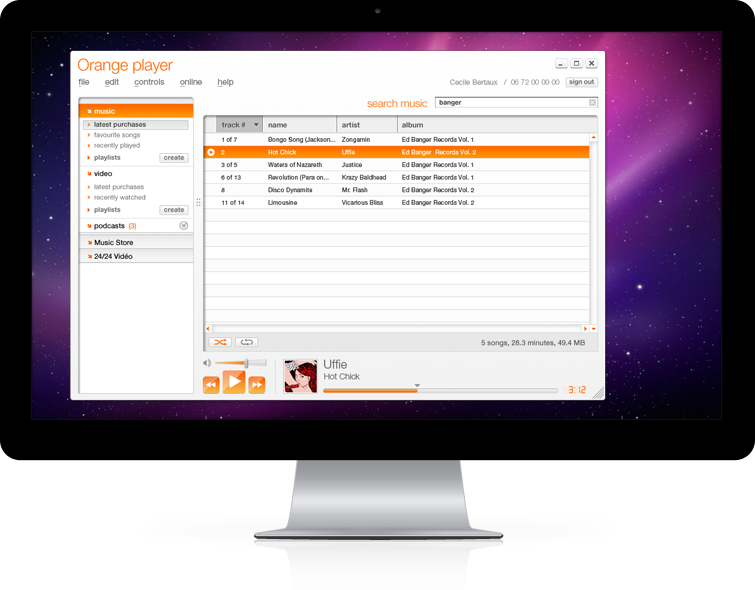 Orange player
file edit controls online help
Cecile Bertaux / 06 72 00 00 00 sign out
search music banger
music
latest purchases
favourite songs
recently played
playlists create
video
latest purchases
recently watched
playlists create
podcasts (3)
Music Store
24/24 Vidéo
track # name artist album
1 of 7 Bongo Song (Jackson... Zongamin Ed Banger Records Vol. 1
2 Hot Chick Uffie Ed Banger Records Vol. 2
3 of 5 Waters of Nazareth Justice Ed Banger Records Vol. 1
6 of 13 Revolution (Para on... Krazy Baldhead Ed Banger Records Vol. 1
8 Disco Dynamite Mr. Flash Ed Banger Records Vol. 2
11 of 14 Limousine Vicarious Bliss Ed Banger Records Vol. 2
5 songs, 28.3 minutes, 49.4 MB
Uffie
Hot Chick
3:12